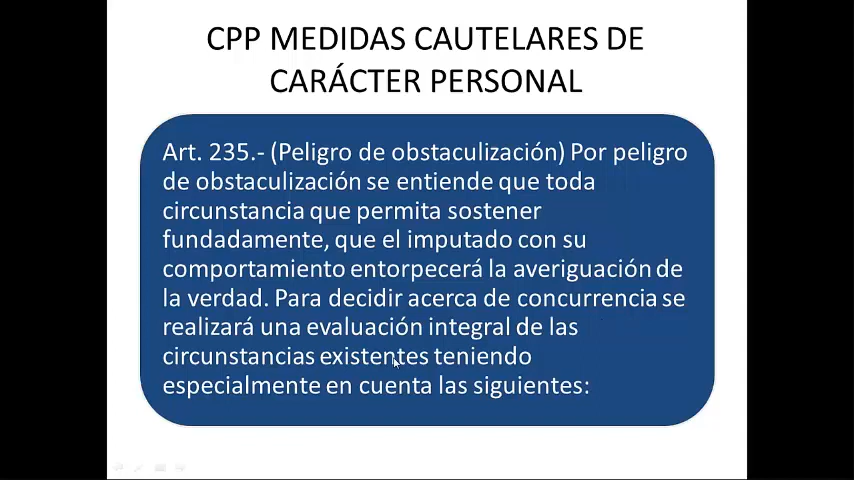 CPP MEDIDAS CAUTELARES DE
CARÁCTER PERSONAL
Art. 235.- (Peligro de obstaculización) Por peligro
de obstaculización se entiende que toda
circunstancia que permita sostener
fundadamente, que el imputado con su
comportamiento entorpecerá la averiguación de
la verdad. Para decidir acerca de concurrencia se
realizará una evaluación integral de las
circunstancias existentes teniendo
especialmente en cuenta las siguientes: